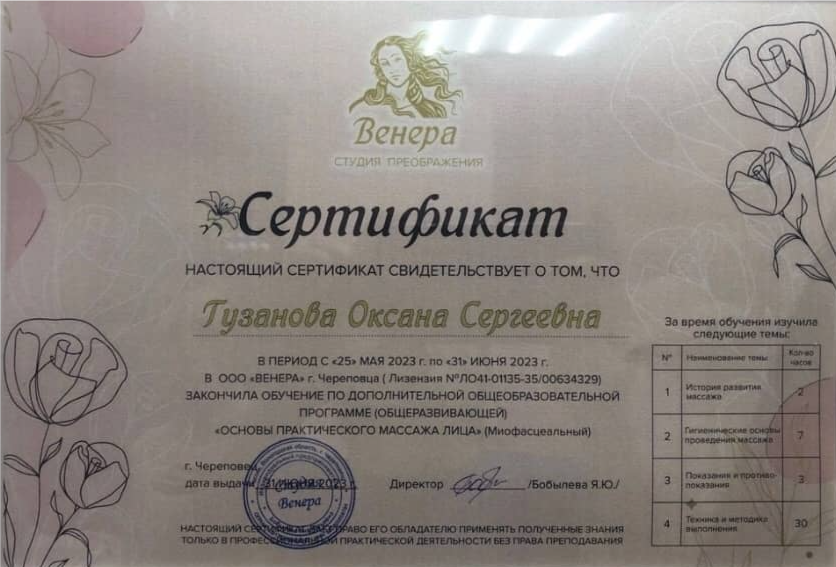 Венера
СТУДИЯ ПРЕОБРАЖЕНИЯ
Сертификат
НАСТОЯЩИЙ СЕРТИФИКАТ СВИДЕТЕЛЬСТВУЕТ О ТОМ, ЧТО
Гузанова Оксана Сергеевна
В ПЕРИОД С «25» МАЯ 2023 г. по «31» ИЮНЯ 2023 г.
В ООО «ВЕНЕРА» г. Череповца ( Лизензия №ЛО41-01135-35/00634329)
ЗАКОНЧИЛА ОБУЧЕНИЕ ПО ДОПОЛНИТЕЛЬНОЙ ОБЩЕОБРАЗОВАТЕЛЬНОЙ
ПРОГРАММЕ (ОБЩЕРАЗВИВАЮЩЕЙ)
«ОСНОВЫ ПРАКТИЧЕСКОГО МАССАЖА ЛИЦА» (Миофасцеальный)
г. Череповец
дата выдачи 31 ИЮНЯ 2023 г.
Директор /Бобылева Я.Ю./
Студия
Венера
НАСТОЯЩИЙ СЕРТИФИКАТ ДАЕТ ПРАВО ЕГО ОБЛАДАТЕЛЮ ПРИМЕНЯТЬ ПОЛУЧЕННЫЕ ЗНАНИЯ
ТОЛЬКО В ПРОФЕССИОНАЛЬНОЙ ПРАКТИЧЕСКОЙ ДЕЯТЕЛЬНОСТИ БЕЗ ПРАВА ПРЕПОДАВАНИЯ
За время обучения изучила
следующие темы:
№ Наименование темы Кол-во
часов
1 История развития
массажа 2
2 Гигиенические основы
проведения массажа 7
3 Показания и противо-
показания 3
4 Техника и методика
выполнения 30